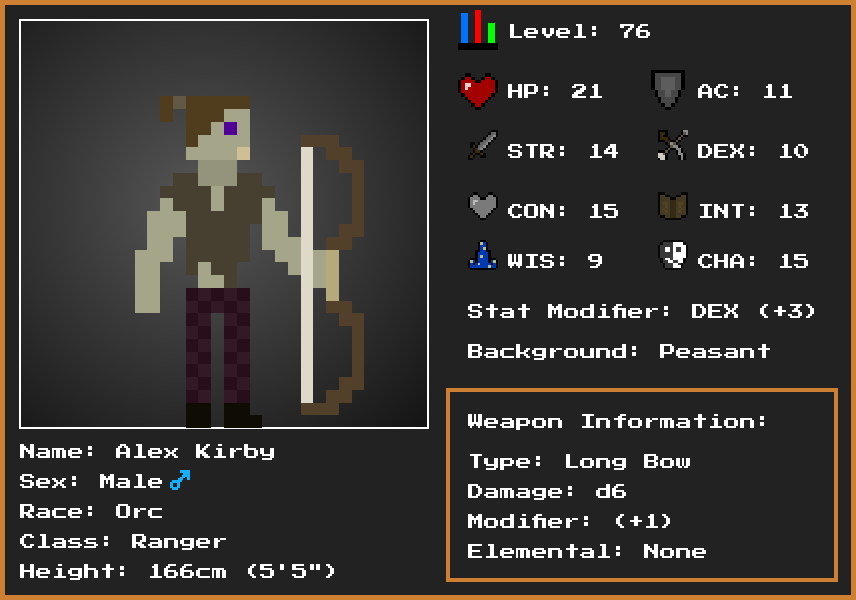 Level: 76
HP: 21
AC: 11
STR: 14
DEX: 10
CON: 15
INT: 13
WIS: 9
CHA: 15
Stat Modifier: DEX (+3)
Background: Peasant
Weapon Information:
Type: Long Bow
Damage: d6
Modifier: (+1)
Elemental: None
Name: Alex Kirby
Sex: Male ♂
Race: Orc
Class: Ranger
Height: 166cm (5'5")